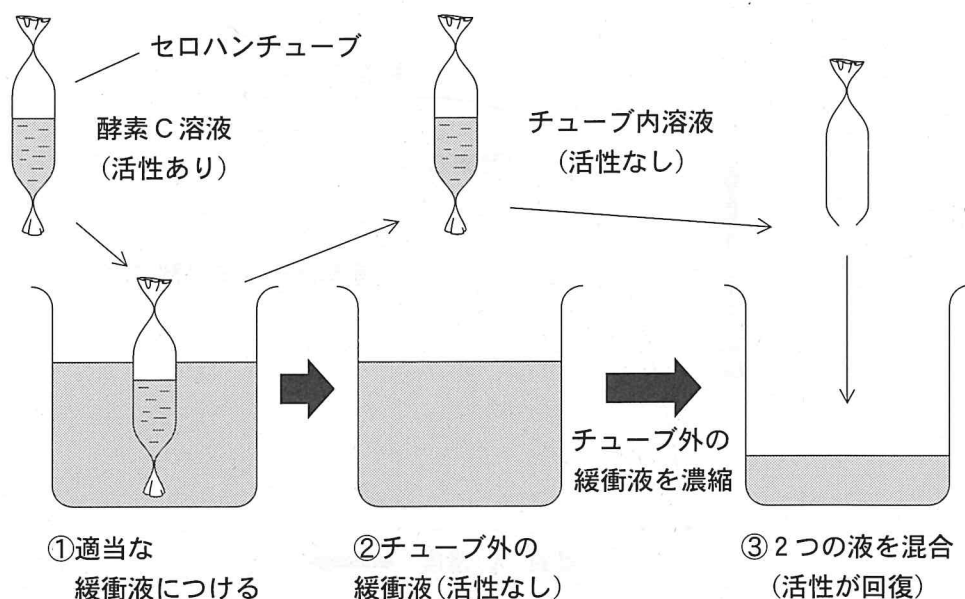 セロハンチューブ
酵素C溶液
(活性あり)
チューブ内溶液
(活性なし)
チューブ外の
緩衝液を濃縮
①適当な
緩衝液につける
②チューブ外の
緩衝液(活性なし)
③2つの液を混合
(活性が回復)